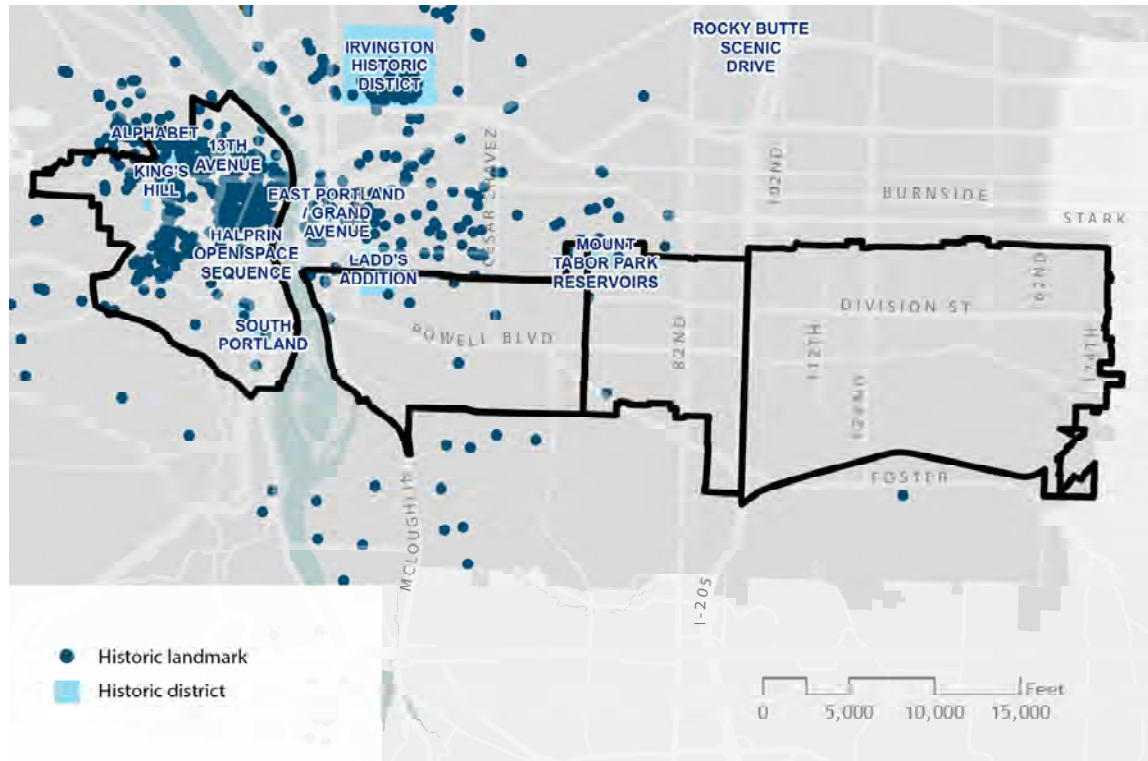 ROCKY BUTTE
SCENIC
DRIVE
IRVINGTON
HISTORIC
DISTICT
ALPHABET
13TH
AVENUE
KING'S
HILL
CESAR CHAVEZ
102ND
BURNSIDE
STARK
EAST PORTLAND
/ GRAND
AVENUE
HALPRIN
OPEN SPACE
SEQUENCE
LADD'S
ADDITION
MOUNT
TABOR PARK
RESERVOIRS
162ND
DIVISION ST
SOUTH
PORTLAND
POWELL BLVD
82ND
112TH
174TH
FOSTER
MCLOUGHLIN
I-205
Historic landmark
Historic district
Feet
0 5,000 10,000 15,000